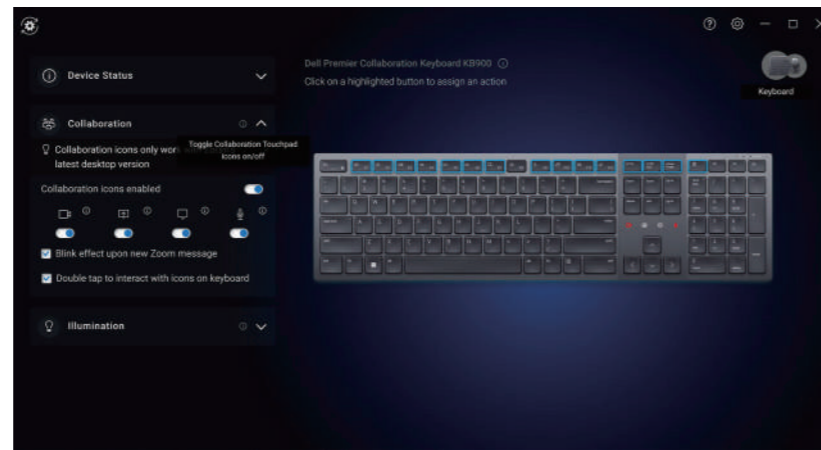 Dell Premier Collaboration Keyboard KB900
Click on a highlighted button to assign an action
Keyboard
Device Status
Collaboration
Collaboration icons only work
latest desktop version
Toggle Collaboration Touchpad
icons on/off
Collaboration icons enabled
Blink effect upon new Zoom message
Double tap to interact with icons on keyboard
Illumination